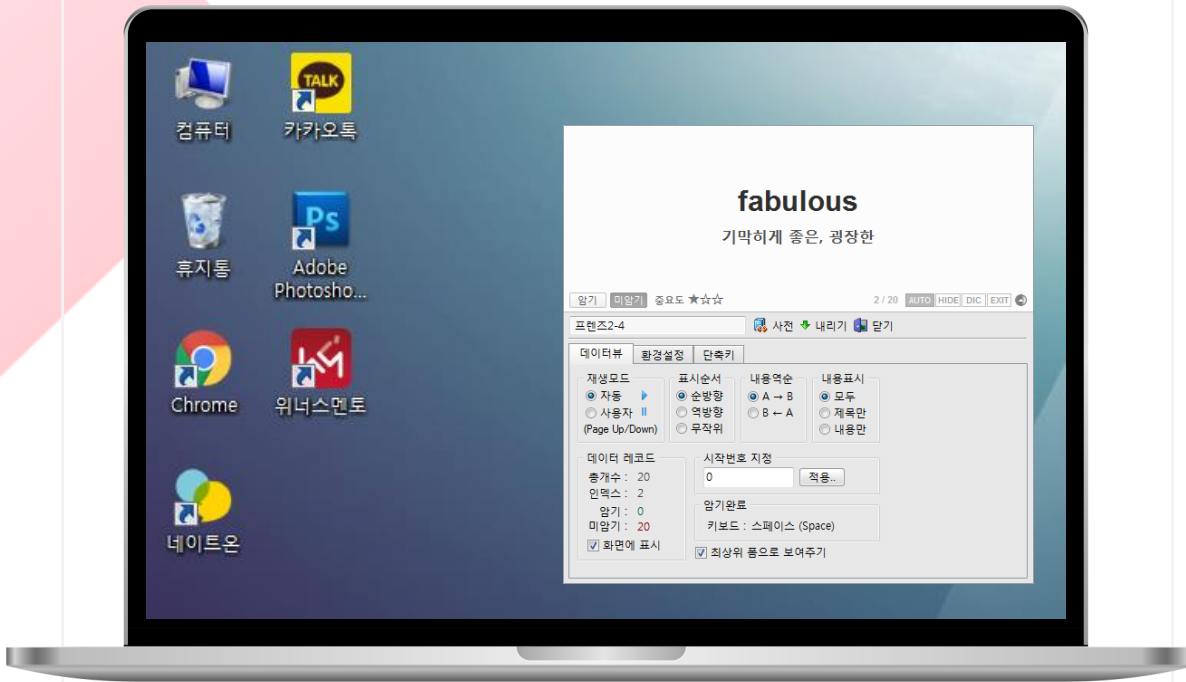 컴퓨터
TALK
카카오톡
휴지통
Ps
Adobe
Photosho...
Chrome
위너스멘토
네이트온
fabulous
기막히게 좋은, 굉장한
암기 미암기 중요도 ★☆☆ 2 / 20 AUTO HIDE DIC EXIT
프렌즈2-4 사전 내리기 닫기
데이터뷰 환경설정 단축키
재생모드 표시순서 내용역순 내용표시
자동 순방향 A → B 모두
사용자 역방향 B ← A 제목만
(Page Up/Down) 무작위 내용만
데이터 레코드 시작번호 지정
총개수 : 20 0 적용..
인덱스 : 2
암기 : 0 암기완료
미암기 : 20 키보드 : 스페이스 (Space)
화면에 표시 최상위 폼으로 보여주기